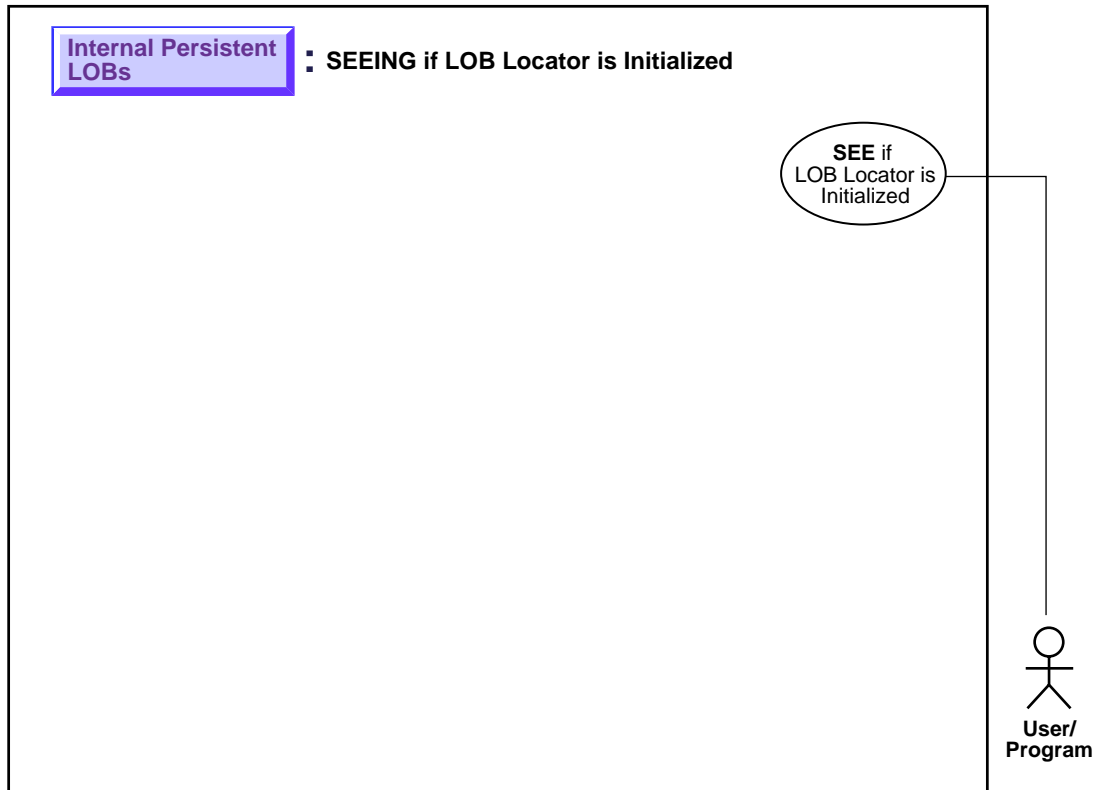 Internal Persistent
LOBs
: SEEING if LOB Locator is Initialized
SEE if
LOB Locator is
Initialized
User/
Program